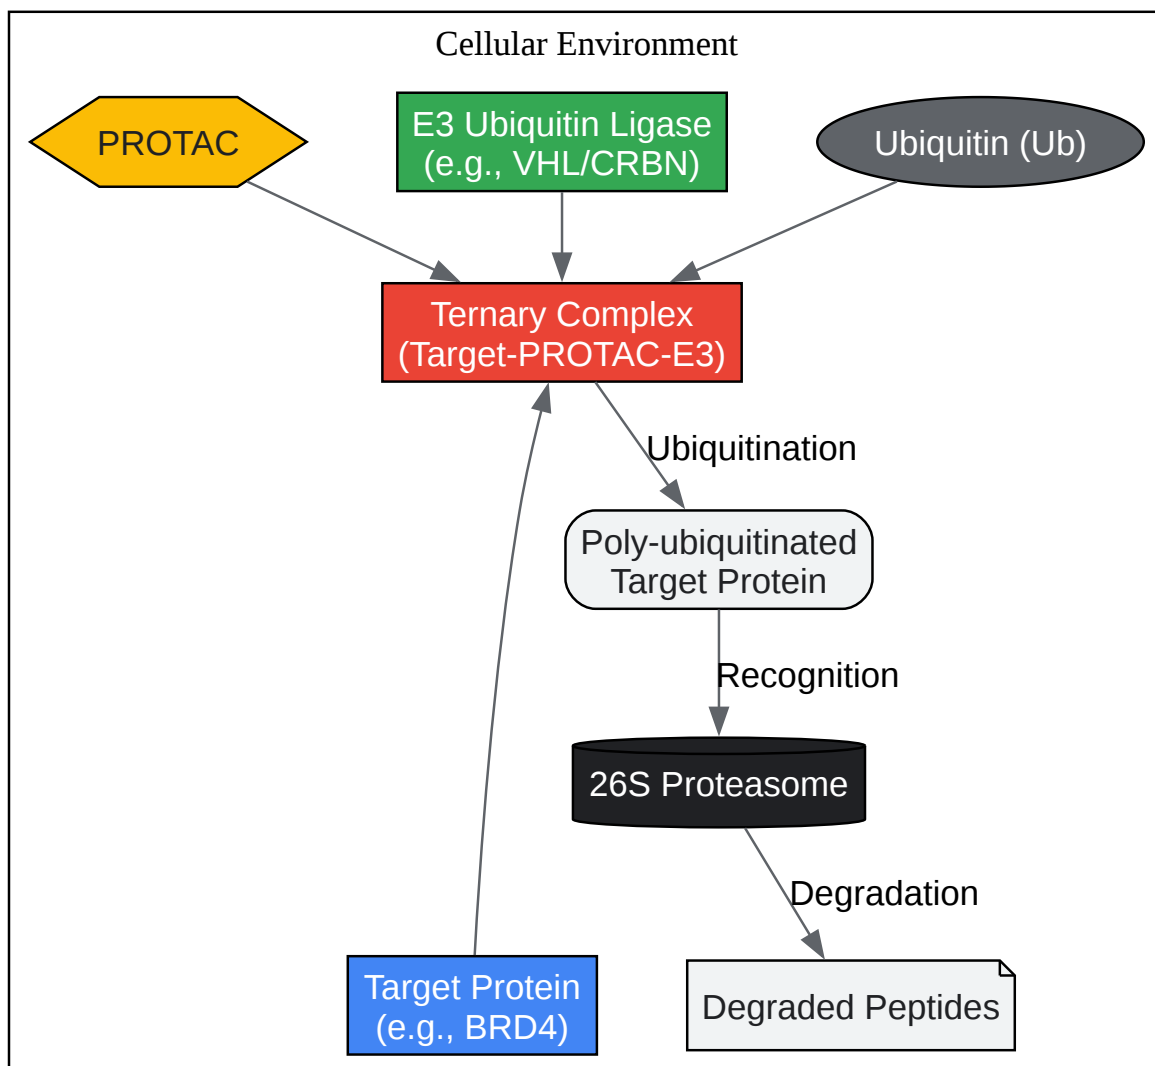 Cellular Environment
PROTAC
E3 Ubiquitin Ligase
(e.g., VHL/CRBN)
Ubiquitin (Ub)
Ternary Complex
(Target-PROTAC-E3)
Ubiquitination
Poly-ubiquitinated
Target Protein
Recognition
26S Proteasome
Degradation
Target Protein
(e.g., BRD4)
Degraded Peptides